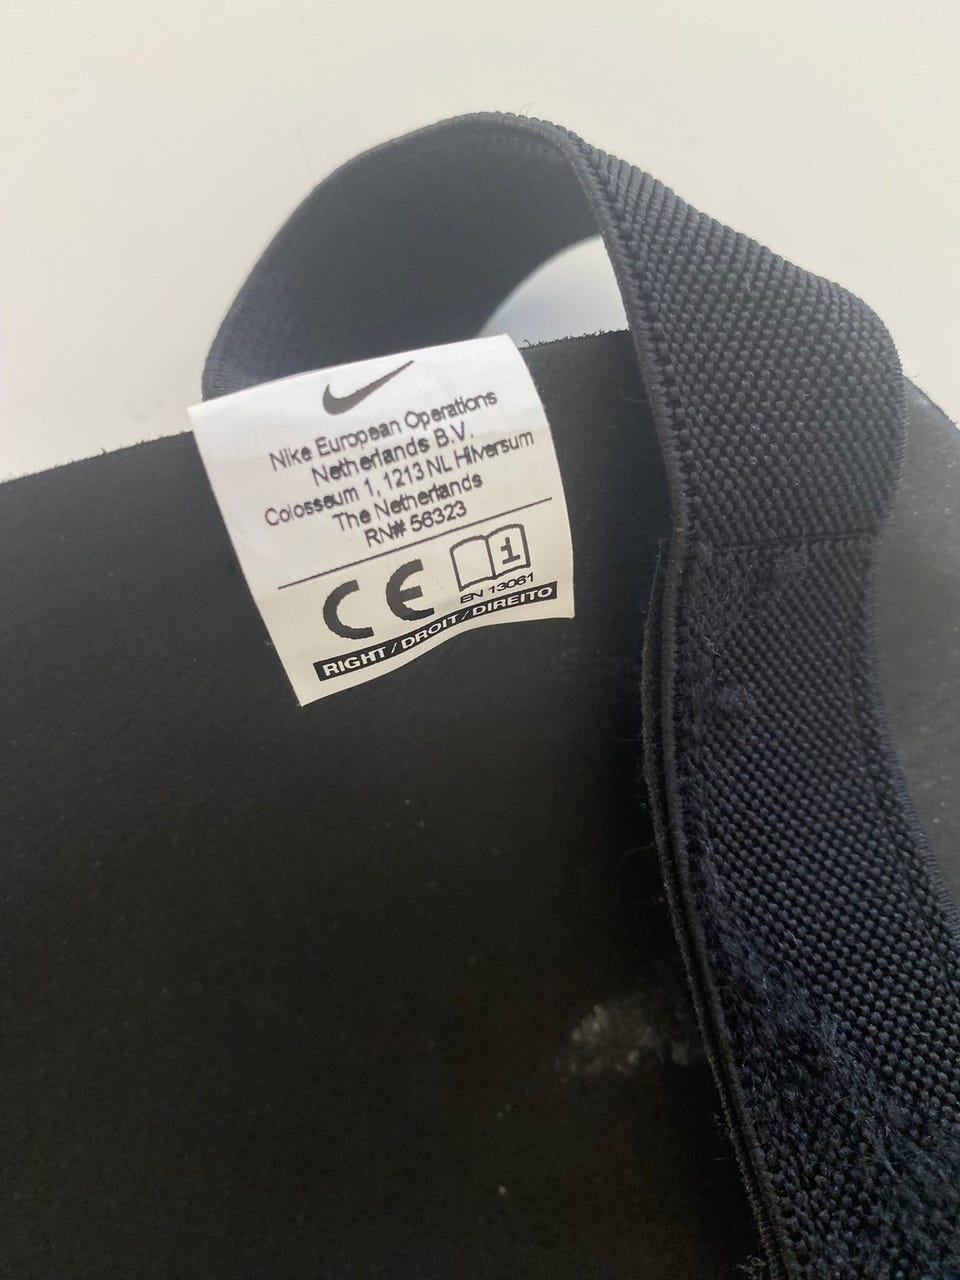 Nike European Operations
Netherlands B.V.
Colosseum 1, 1213 NL Hilversum
The Netherlands
RN# 56323
CE
EN 13061
RIGHT / DROIT / DIREITO